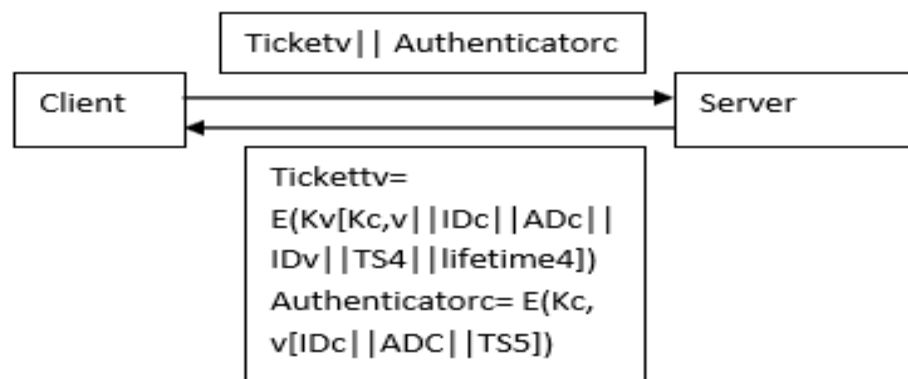 Ticketv|| Authenticatorc
Client
Server
Tickettv=
E(Kv[Kc,v||IDc||ADc||
IDv||TS4||lifetime4])
Authenticatorc= E(Kc,
v[IDc||ADC||TS5])